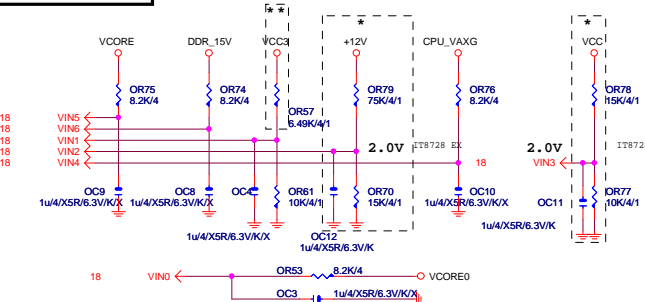 ** * *
VCORE DDR_15V VCC3 +12V CPU_VAXG VCC
OR75 OR74 OR79 OR76 OR78
8.2K/4 8.2K/4 75K/4/1 8.2K/4 15K/4/1
OR57
6.49K/4/1
18 VIN5
18 VIN6
18 VIN1
18 VIN2 2.0V IT8728 EX 2.0V IT872
18 VIN4 18 VIN3
OC9 OC8 OC4 OR61 OR70 OC10 OC11 OR77
1u/4/X5R/6.3V/K/X 1u/4/X5R/6.3V/K/X 10K/4/1 15K/4/1 1u/4/X5R/6.3V/K/X 10K/4/1
1u/4/X5R/6.3V/K/X 1u/4/X5R/6.3V/K
OC12
1u/4/X5R/6.3V/K
18 VIN0 OR53 8.2K/4 VCORE0
OC3 1u/4/X5R/6.3V/K/X